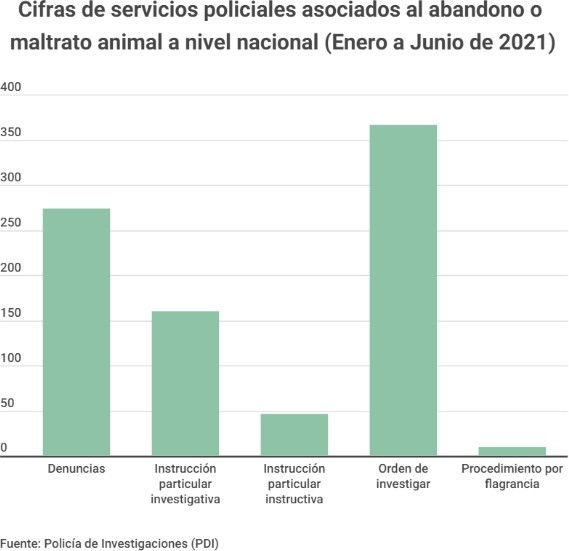 Cifras de servicios policiales asociados al abandono o
maltrato animal a nivel nacional (Enero a Junio de 2021)
400
350
300
250
200
150
100
50
0
Denuncias
Instrucción
particular
investigativa
Instrucción
particular
instructiva
Orden de
investigar
Procedimiento por
flagrancia
Fuente: Policía de Investigaciones (PDI)